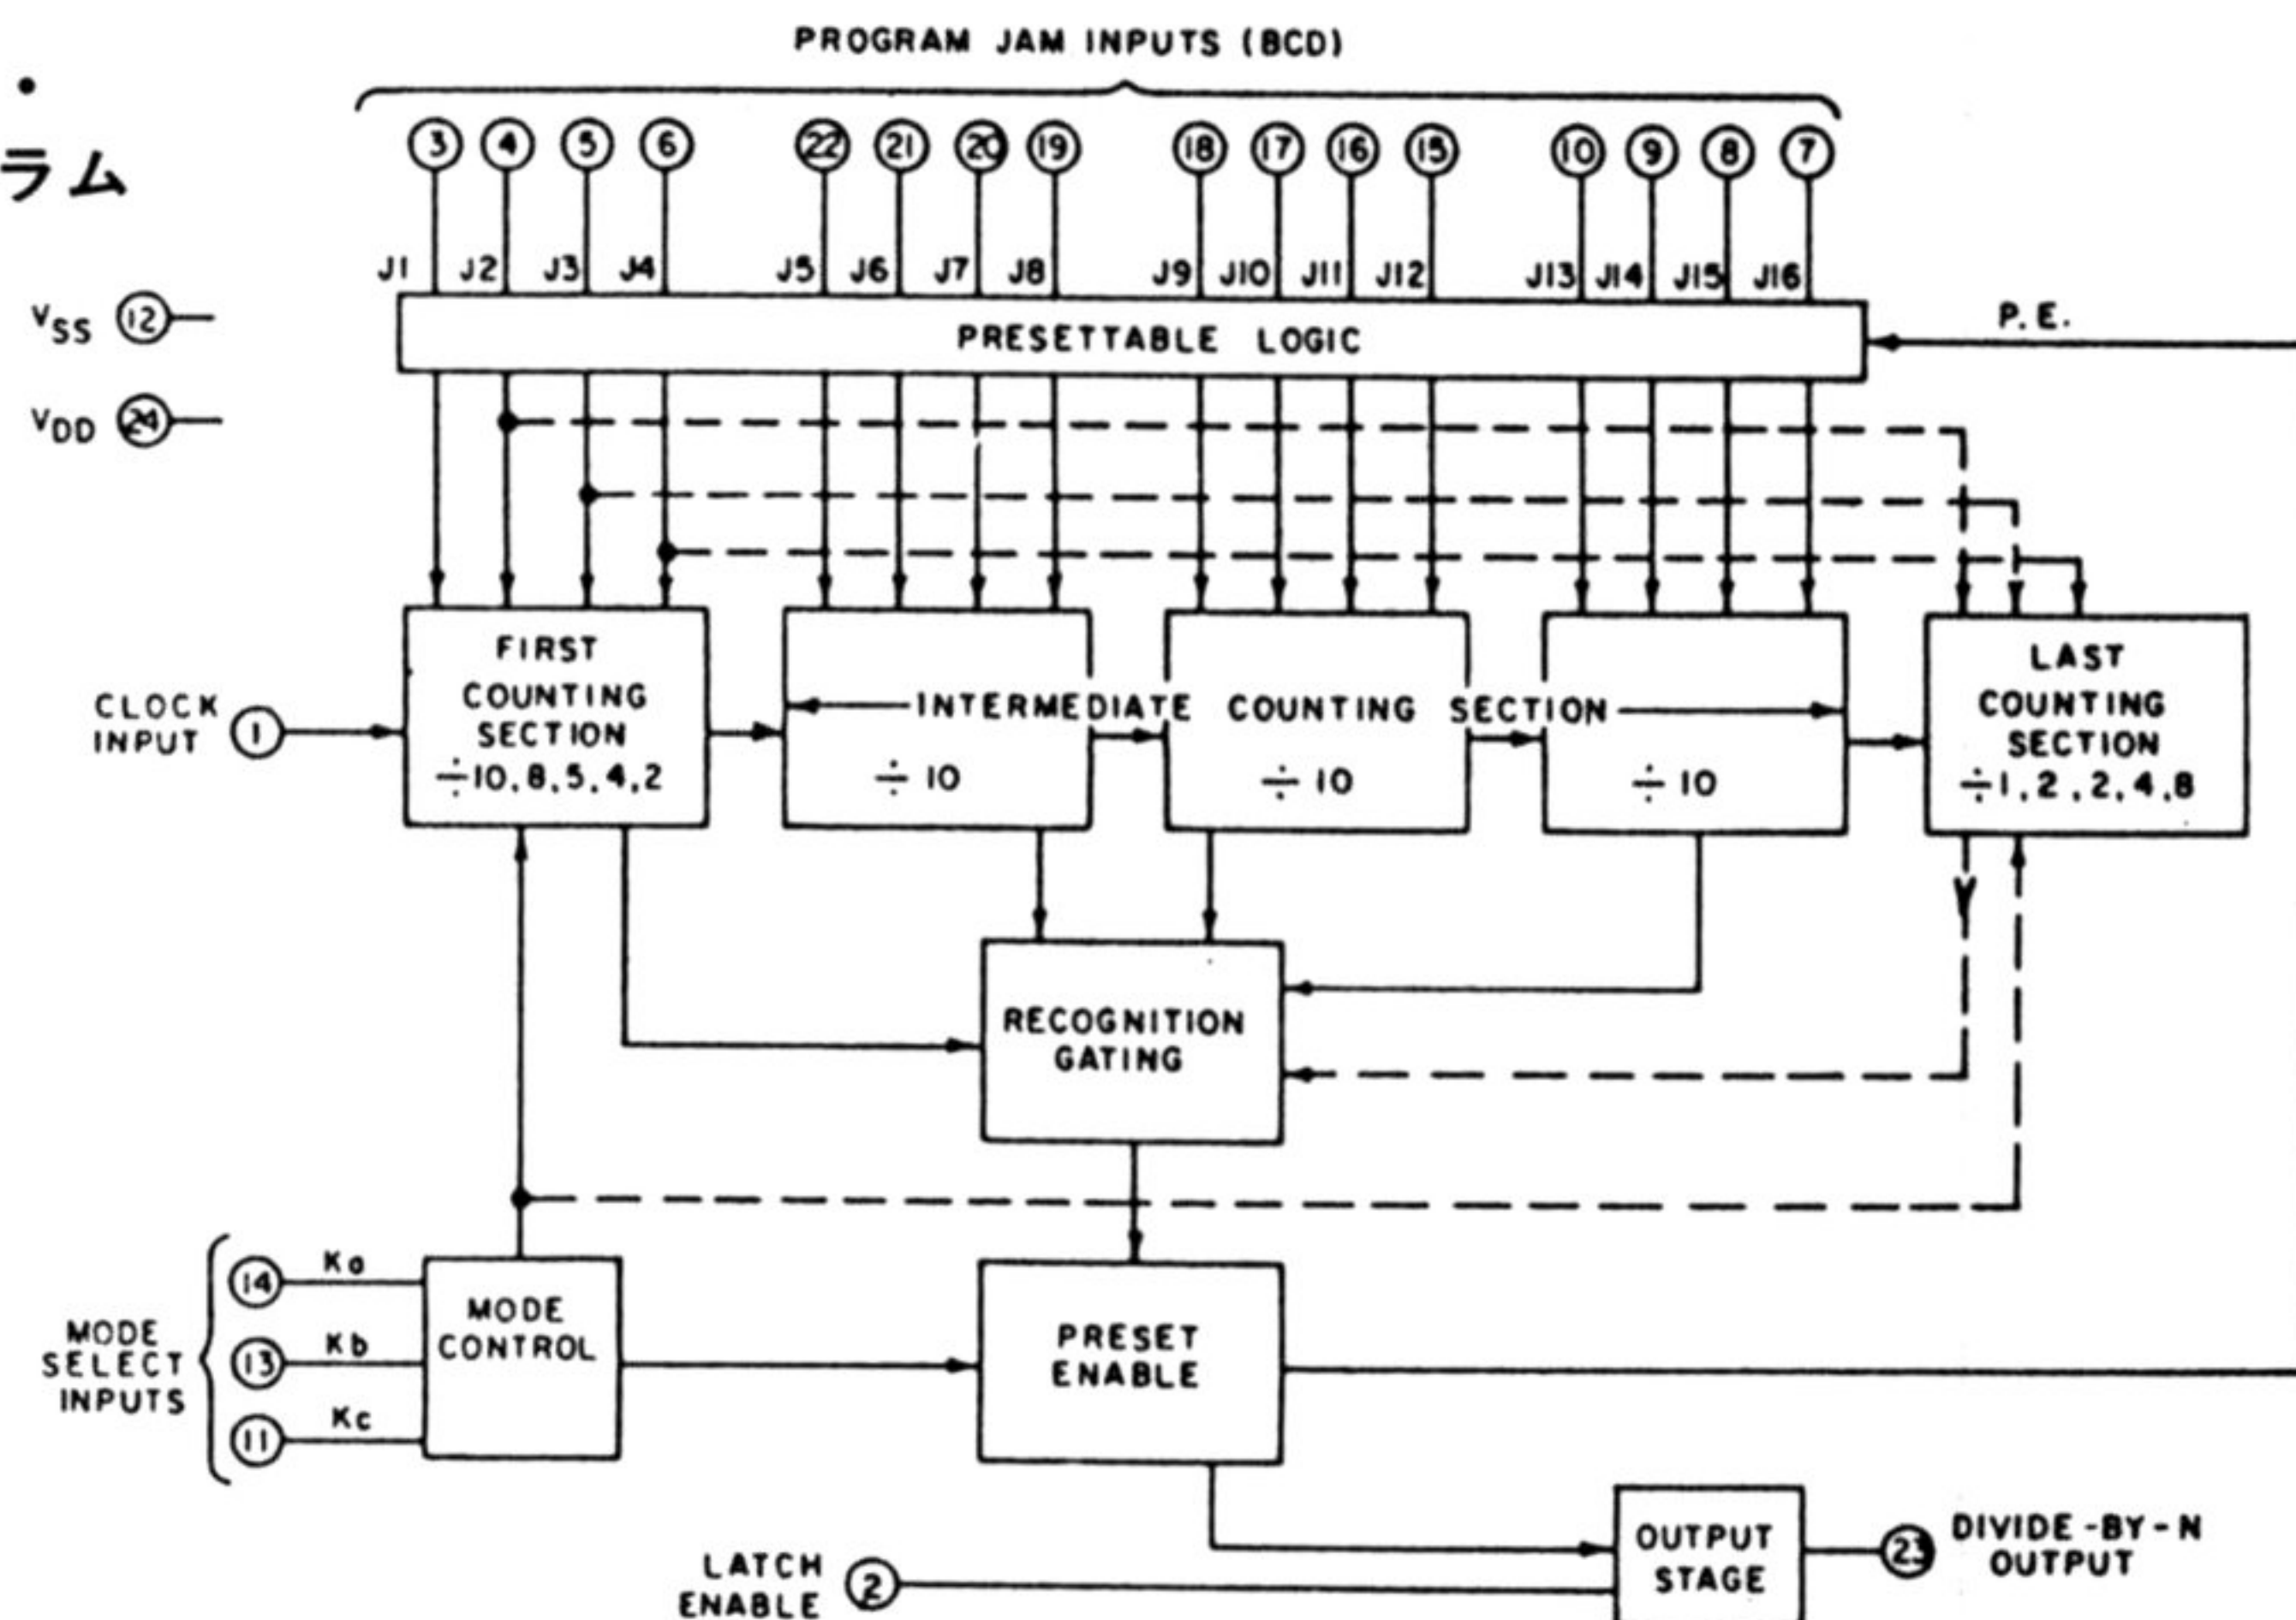 PROGRAM JAM INPUTS (BCD)
ラム
3 4 5 6 22 21 20 19 18 17 16 15 10 9 8 7
J1 J2 J3 J4 J5 J6 J7 J8 J9 J10 J11 J12 J13 J14 J15 J16
VSS 12
PRESETTABLE LOGIC
P.E.
VDD 24
FIRST
COUNTING
SECTION
÷10,8,5,4,2
INTERMEDIATE COUNTING SECTION
÷ 10
÷ 10
÷ 10
LAST
COUNTING
SECTION
÷1,2,2,4,8
CLOCK
INPUT
1
RECOGNITION
GATING
MODE
SELECT
INPUTS
14 Ka
13 Kb
11 Kc
MODE
CONTROL
PRESET
ENABLE
LATCH
ENABLE
2
OUTPUT
STAGE
23
DIVIDE-BY-N
OUTPUT